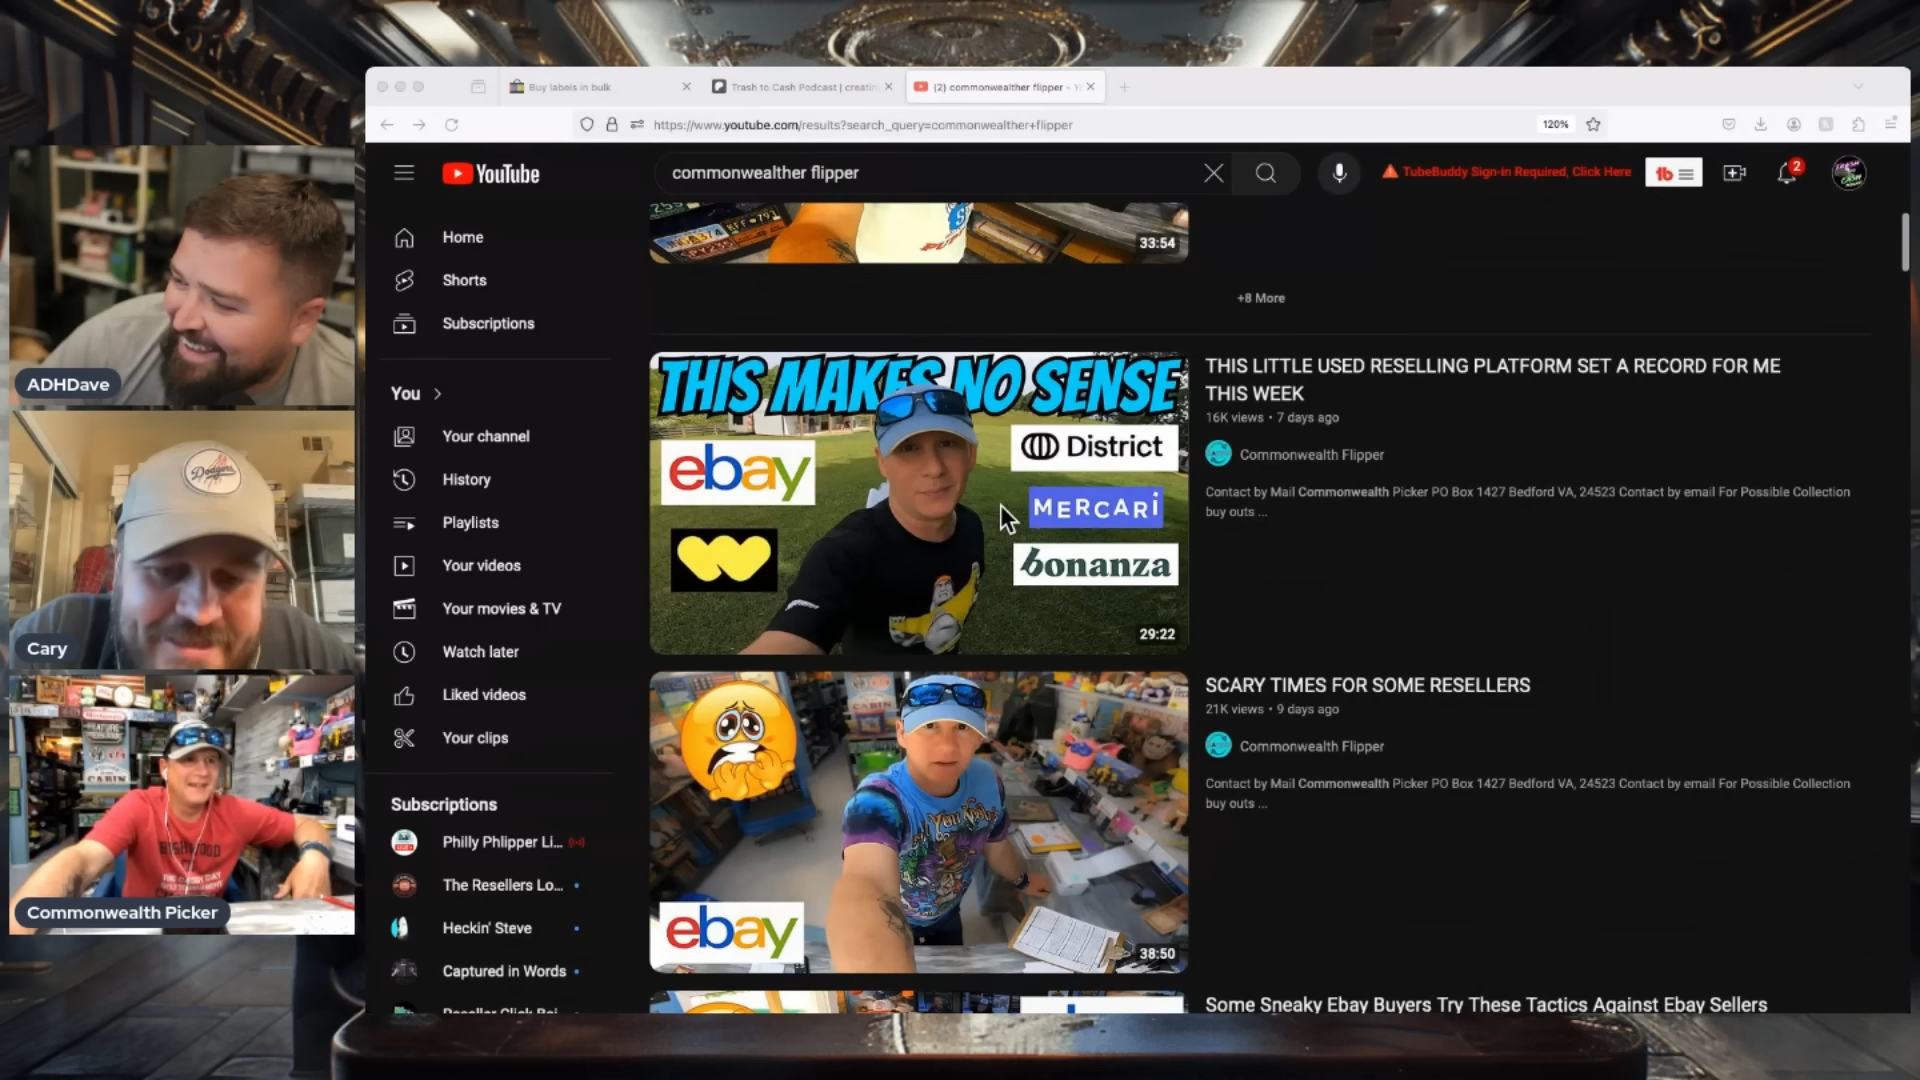 Buy labels in bulk
Trash to Cash Podcast | creatin
(2) commonwealther flipper -
https://www.youtube.com/results?search_query=commonwealther+flipper
120%
YouTube
commonwealther flipper
TubeBuddy Sign-in Required, Click Here
tb
2
Home
Shorts
Subscriptions
You
Your channel
History
Playlists
Your videos
Your movies & TV
Watch later
Liked videos
Your clips
Subscriptions
Philly Phlipper Li...
The Resellers Lo...
Heckin' Steve
Captured in Words
33:54
+8 More
THIS MAKES NO SENSE
ebay
District
MERCARI
bonanza
29:22
THIS LITTLE USED RESELLING PLATFORM SET A RECORD FOR ME
THIS WEEK
16K views • 7 days ago
Commonwealth Flipper
Contact by Mail Commonwealth Picker PO Box 1427 Bedford VA, 24523 Contact by email For Possible Collection
buy outs ...
ebay
38:50
SCARY TIMES FOR SOME RESELLERS
21K views • 9 days ago
Commonwealth Flipper
Contact by Mail Commonwealth Picker PO Box 1427 Bedford VA, 24523 Contact by email For Possible Collection
buy outs ...
Some Sneaky Ebay Buyers Try These Tactics Against Ebay Sellers
ADHDave
Dodgers
Cary
CABIN
Commonwealth Picker